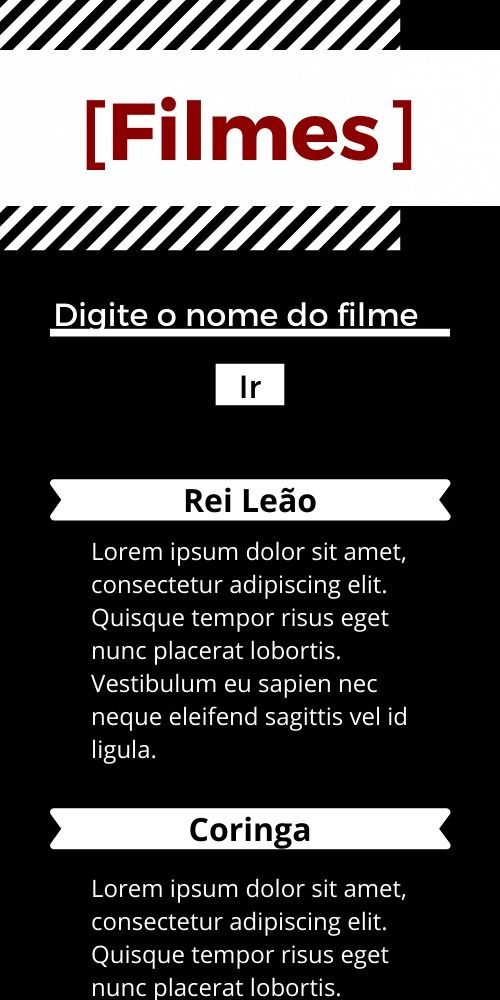 [Filmes]
Digite o nome do filme
Ir
Rei Leão
Lorem ipsum dolor sit amet,
consectetur adipiscing elit.
Quisque tempor risus eget
nunc placerat lobortis.
Vestibulum eu sapien nec
neque eleifend sagittis vel id
ligula.
Coringa
Lorem ipsum dolor sit amet,
consectetur adipiscing elit.
Quisque tempor risus eget
nunc placerat lobortis.